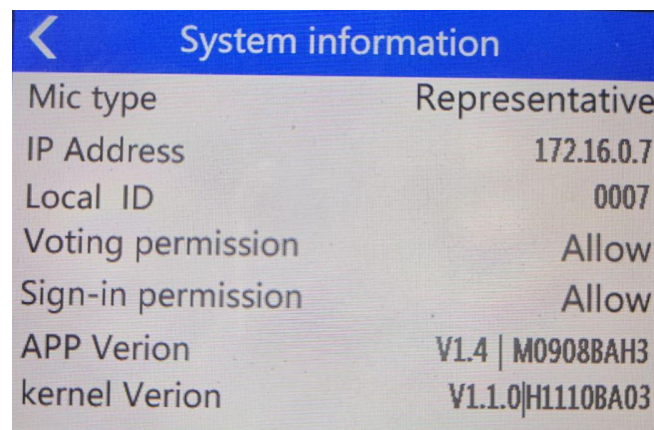 System information
Mic type Representative
IP Address 172.16.0.7
Local ID 0007
Voting permission Allow
Sign-in permission Allow
APP Verion V1.4 | M0908BAH3
kernel Verion V1.1.0|H1110BA03